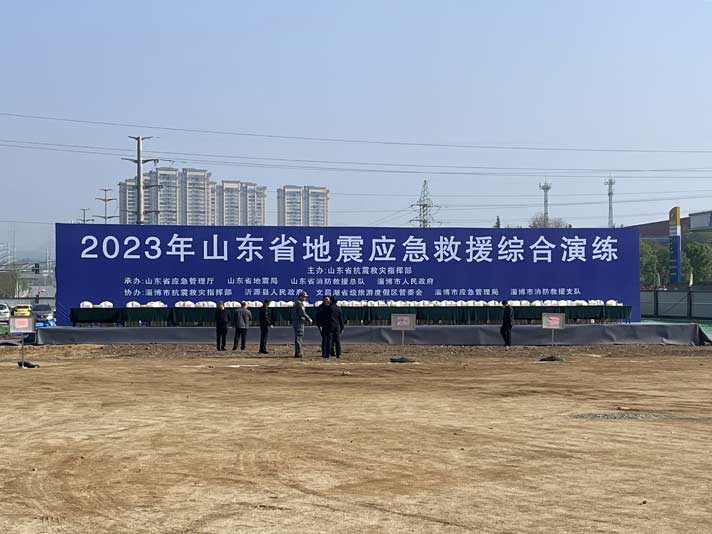 2023年山东省地震应急救援综合演练
主办:山东省抗震救灾指挥部
承办:山东省应急管理厅 山东省地震局 山东省消防救援总队 淄博市人民政府
协办:淄博市抗震救灾指挥部 沂源县人民政府 文昌湖省级旅游度假区管委会 淄博市应急管理局 淄博市消防救援支队